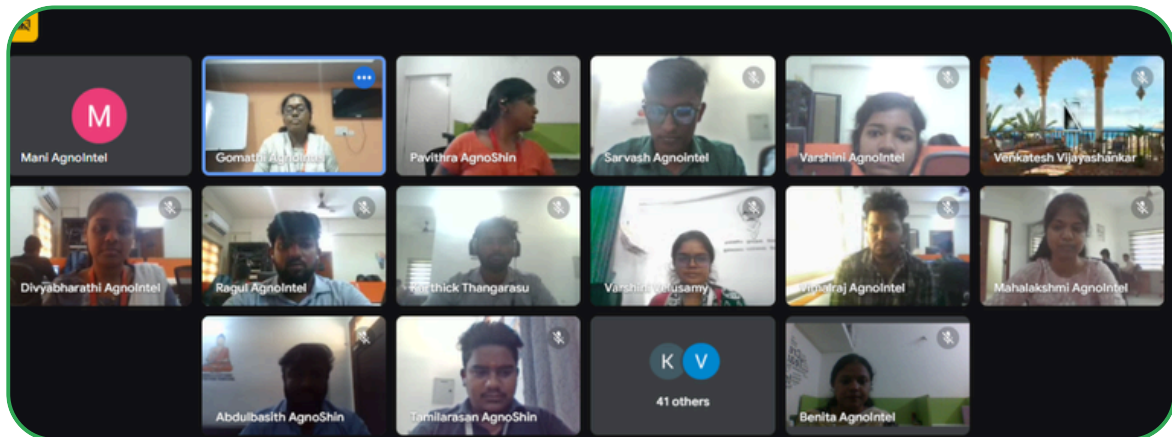 M
Mani AgnoIntel
Gomathi AgnoIntel
Pavithra AgnoShin
Sarvash Agnointel
Varshini AgnoIntel
Venkatesh Vijayashankar
Divyabharathi AgnoIntel
Ragul AgnoIntel
Karthick Thangarasu
Varshini Velusamy
Vimalraj AgnoIntel
Mahalakshmi AgnoIntel
Abdulbasith AgnoShin
Tamilarasan AgnoShin
K V
41 others
Benita AgnoIntel